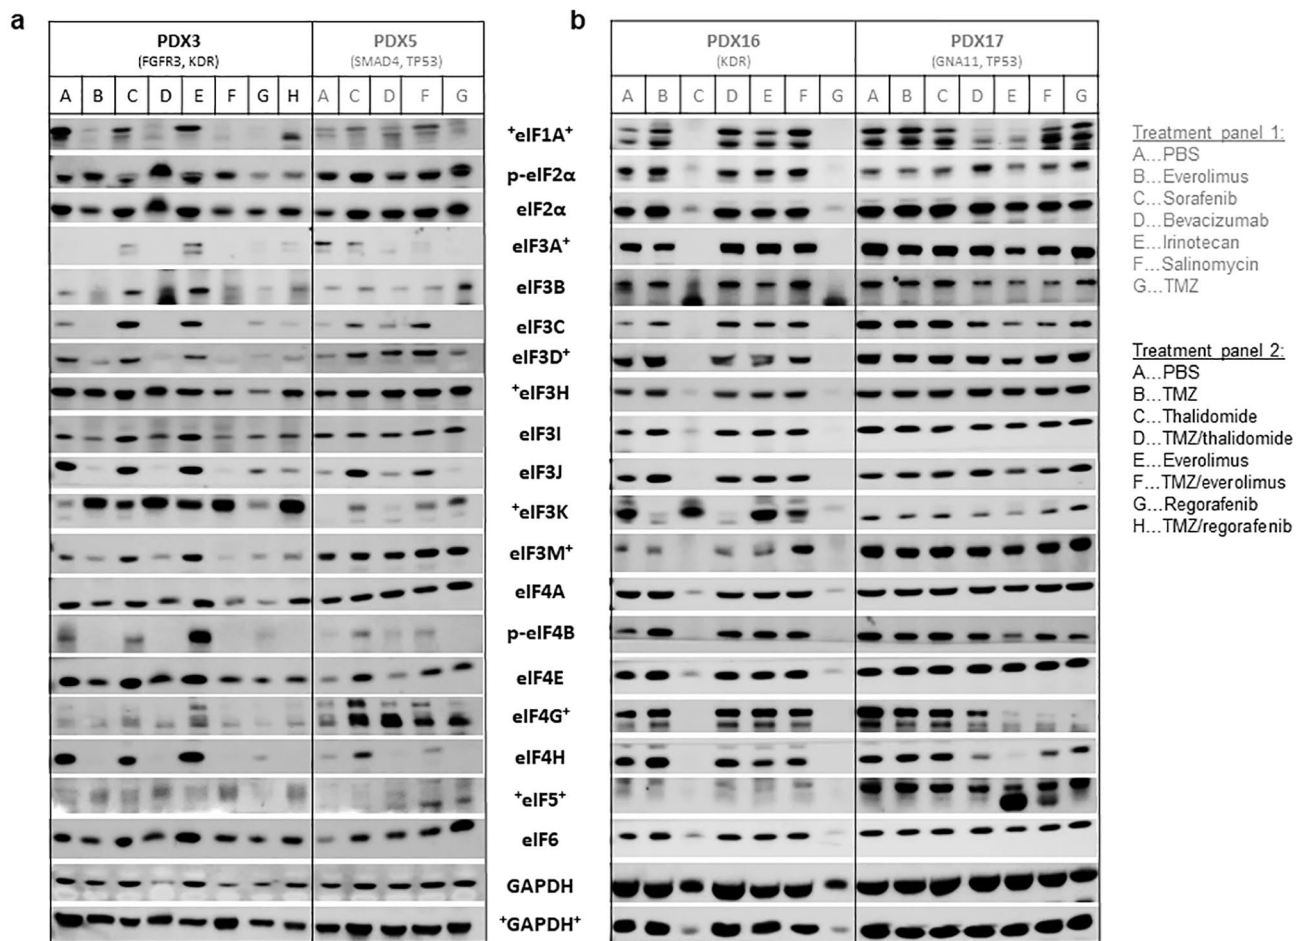 a
b
PDX3
(FGFR3, KDR)
PDX5
(SMAD4, TP53)
PDX16
(KDR)
PDX17
(GNA11, TP53)
A B C D E F G H A C D F G
A B C D E F G A B C D E F G
⁺eIF1A⁺
p-eIF2α
eIF2α
eIF3A⁺
eIF3B
eIF3C
eIF3D⁺
⁺eIF3H
eIF3I
eIF3J
⁺eIF3K
eIF3M⁺
eIF4A
p-eIF4B
eIF4E
eIF4G⁺
eIF4H
⁺eIF5⁺
eIF6
GAPDH
⁺GAPDH⁺
Treatment panel 1:
A...PBS
B...Everolimus
C...Sorafenib
D...Bevacizumab
E...Irinotecan
F...Salinomycin
G...TMZ
Treatment panel 2:
A...PBS
B...TMZ
C...Thalidomide
D...TMZ/thalidomide
E...Everolimus
F...TMZ/everolimus
G...Regorafenib
H...TMZ/regorafenib